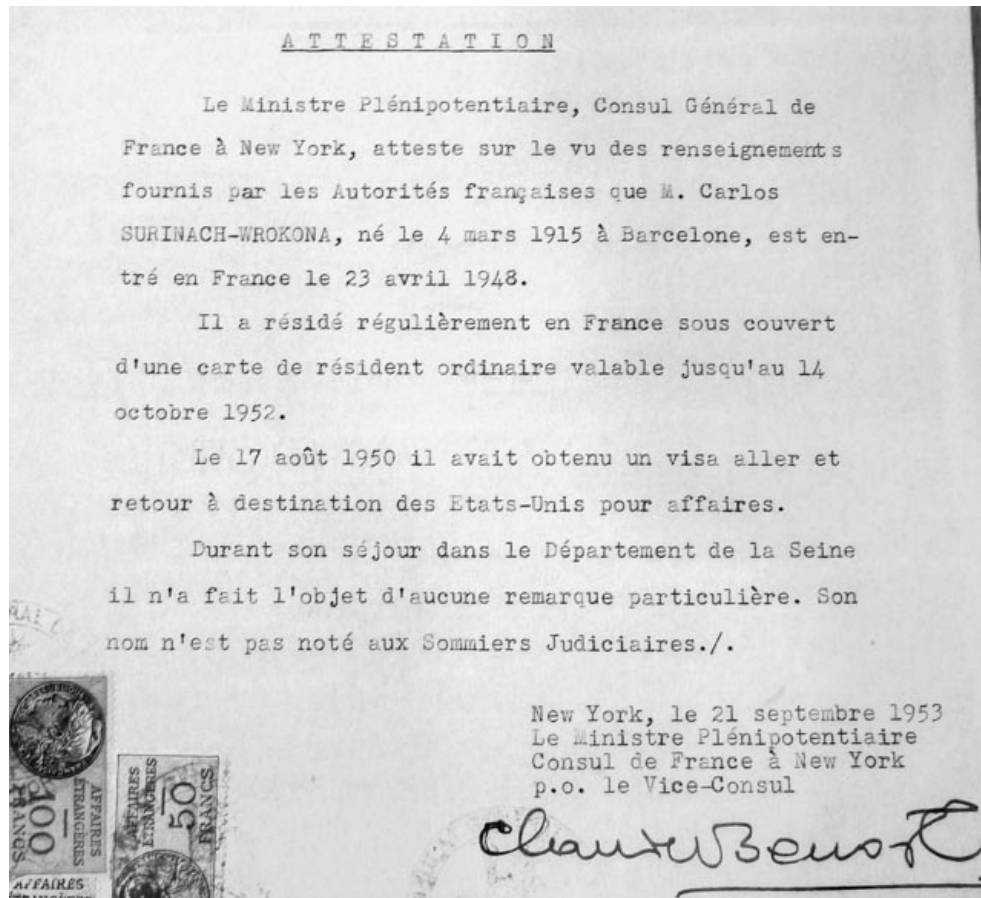 ATTESTATION
Le Ministre Plénipotentiaire, Consul Général de
France à New York, atteste sur le vu des renseignements
fournis par les Autorités françaises que M. Carlos
SURINACH-WROKONA, né le 4 mars 1915 à Barcelone, est en-
tré en France le 23 avril 1948.
Il a résidé régulièrement en France sous couvert
d'une carte de résident ordinaire valable jusqu'au 14
octobre 1952.
Le 17 août 1950 il avait obtenu un visa aller et
retour à destination des Etats-Unis pour affaires.
Durant son séjour dans le Département de la Seine
il n'a fait l'objet d'aucune remarque particulière. Son
nom n'est pas noté aux Sommiers Judiciaires./.
New York, le 21 septembre 1953
Le Ministre Plénipotentiaire
Consul de France à New York
p.o. le Vice-Consul
AFFAIRES
ÉTRANGÈRES
100
FRANCS
AFFAIRES
ÉTRANGÈRES
50
FRANCS
AFFAIRES